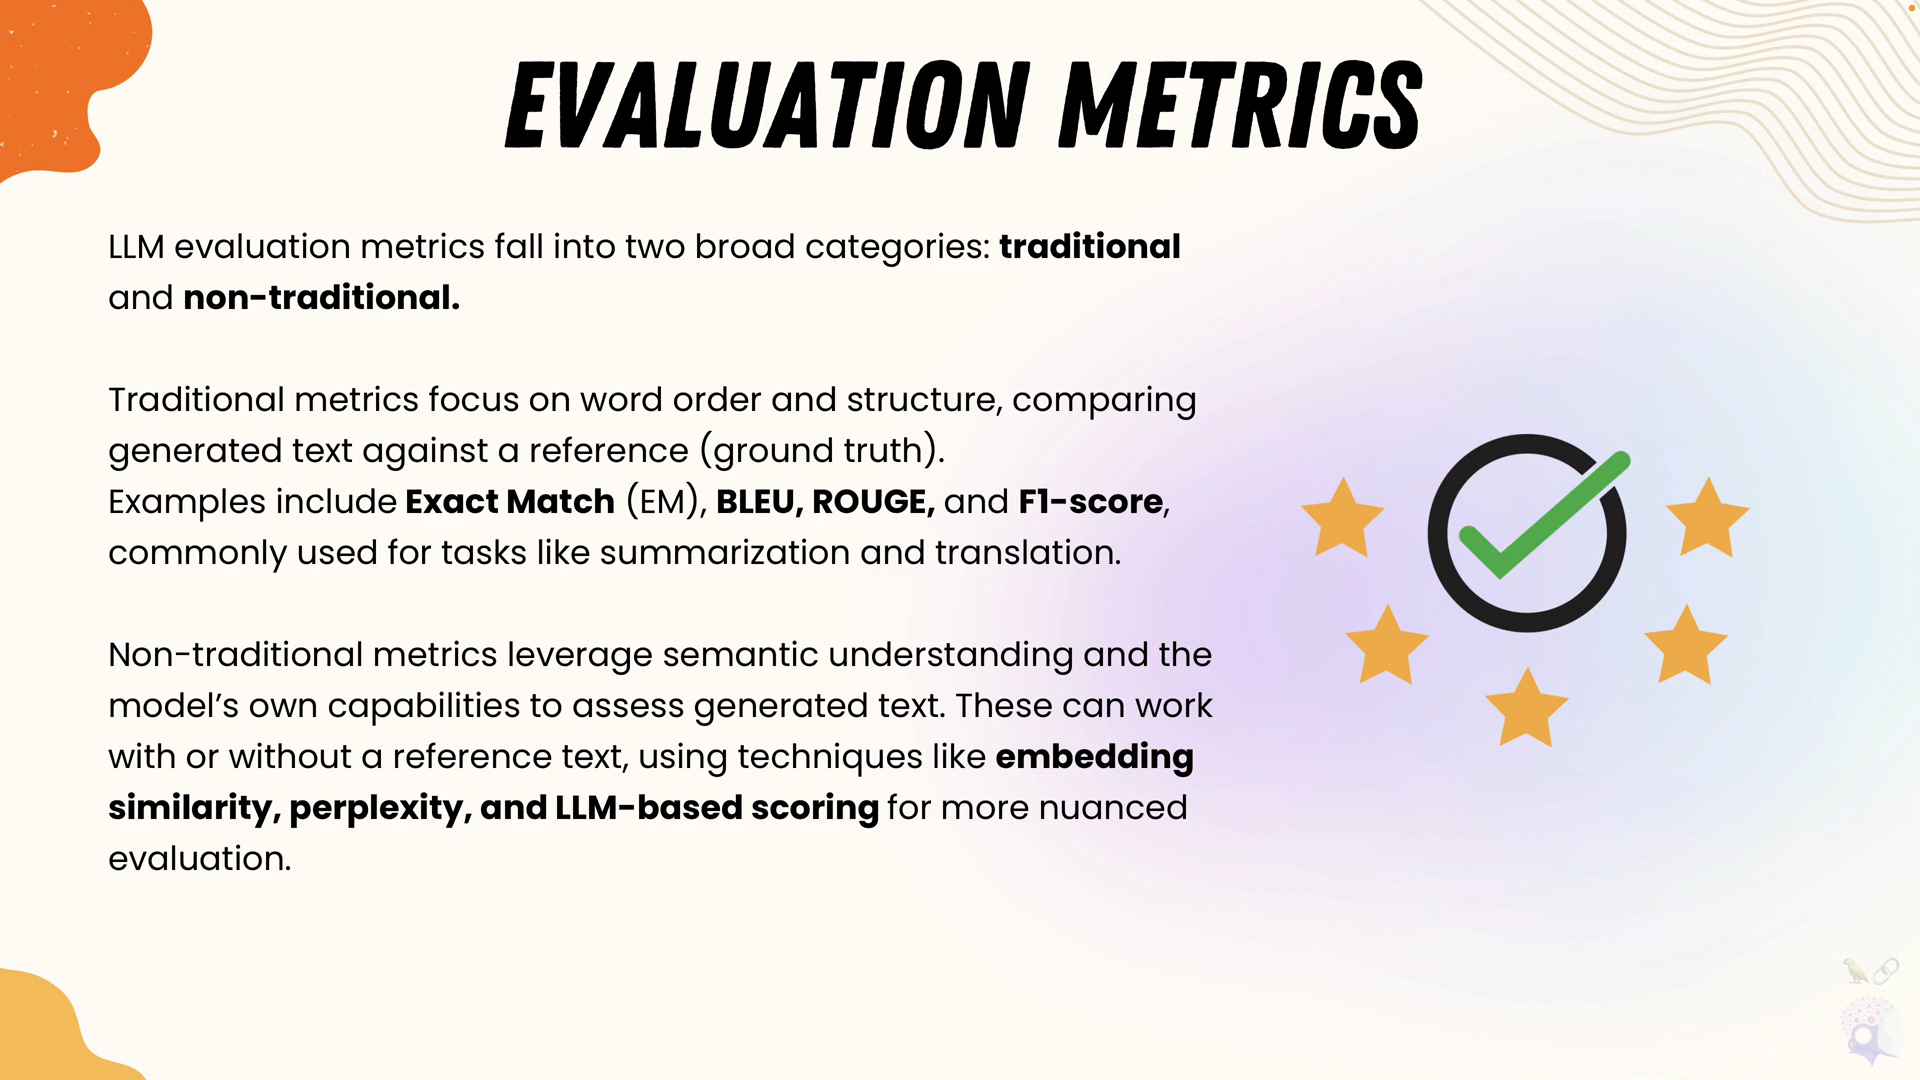 EVALUATION METRICS
LLM evaluation metrics fall into two broad categories: traditional
and non-traditional.
Traditional metrics focus on word order and structure, comparing
generated text against a reference (ground truth).
Examples include Exact Match (EM), BLEU, ROUGE, and F1-score,
commonly used for tasks like summarization and translation.
Non-traditional metrics leverage semantic understanding and the
model’s own capabilities to assess generated text. These can work
with or without a reference text, using techniques like embedding
similarity, perplexity, and LLM-based scoring for more nuanced
evaluation.